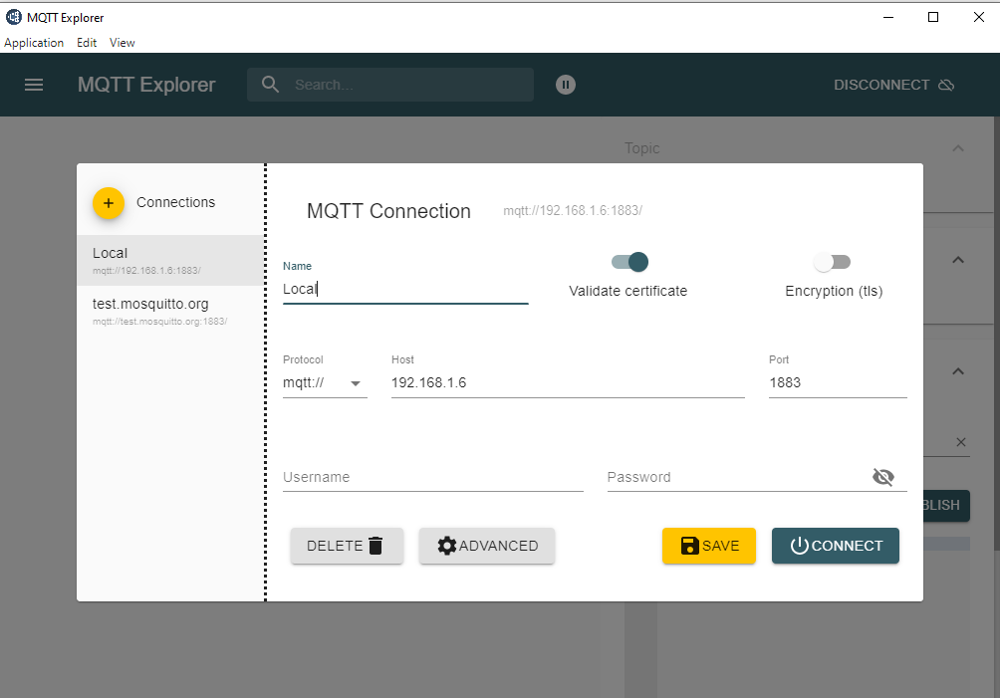 MQTT Explorer
Application Edit View
MQTT Explorer Search... DISCONNECT
Topic
Connections
Local
mqtt://192.168.1.6:1883/
test.mosquitto.org
mqtt://test.mosquitto.org:1883/
MQTT Connection mqtt://192.168.1.6:1883/
Name
Local
Validate certificate
Encryption (tls)
Protocol
mqtt://
Host
192.168.1.6
Port
1883
Username
Password
BLISH
DELETE
ADVANCED
SAVE
CONNECT